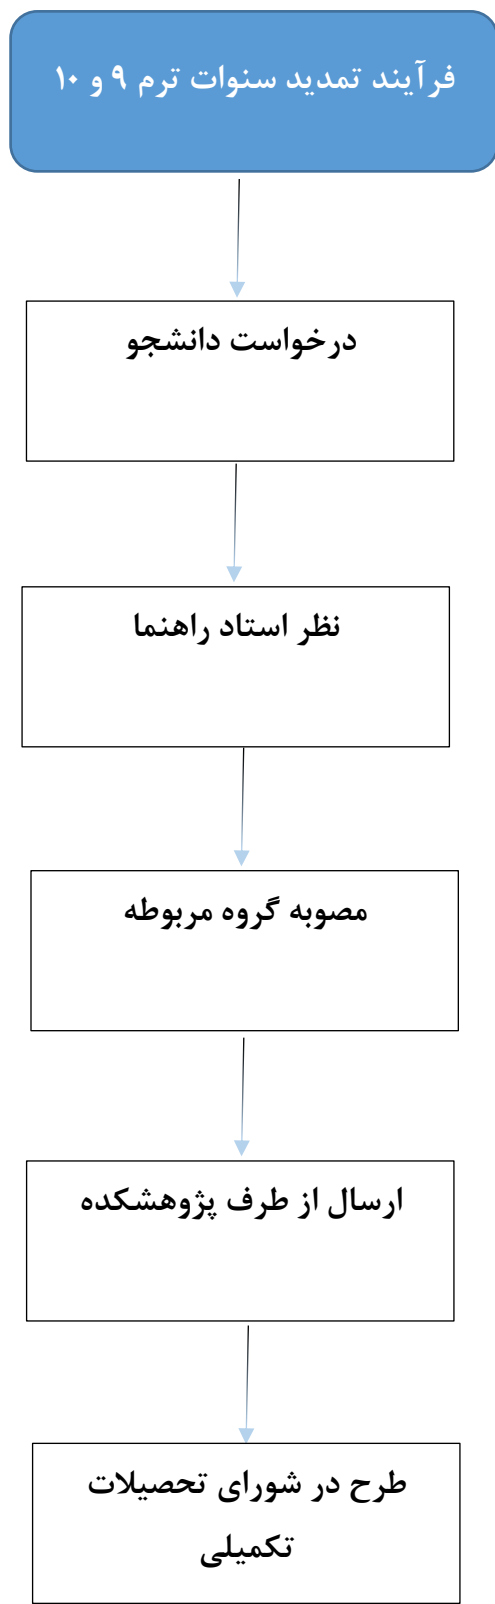 فرآیند تمدید سنوات ترم ۹ و ۱۰
درخواست دانشجو
نظر استاد راهنما
مصوبه گروه مربوطه
ارسال از طرف پژوهشکده
طرح در شورای تحصیلات
تکمیلی